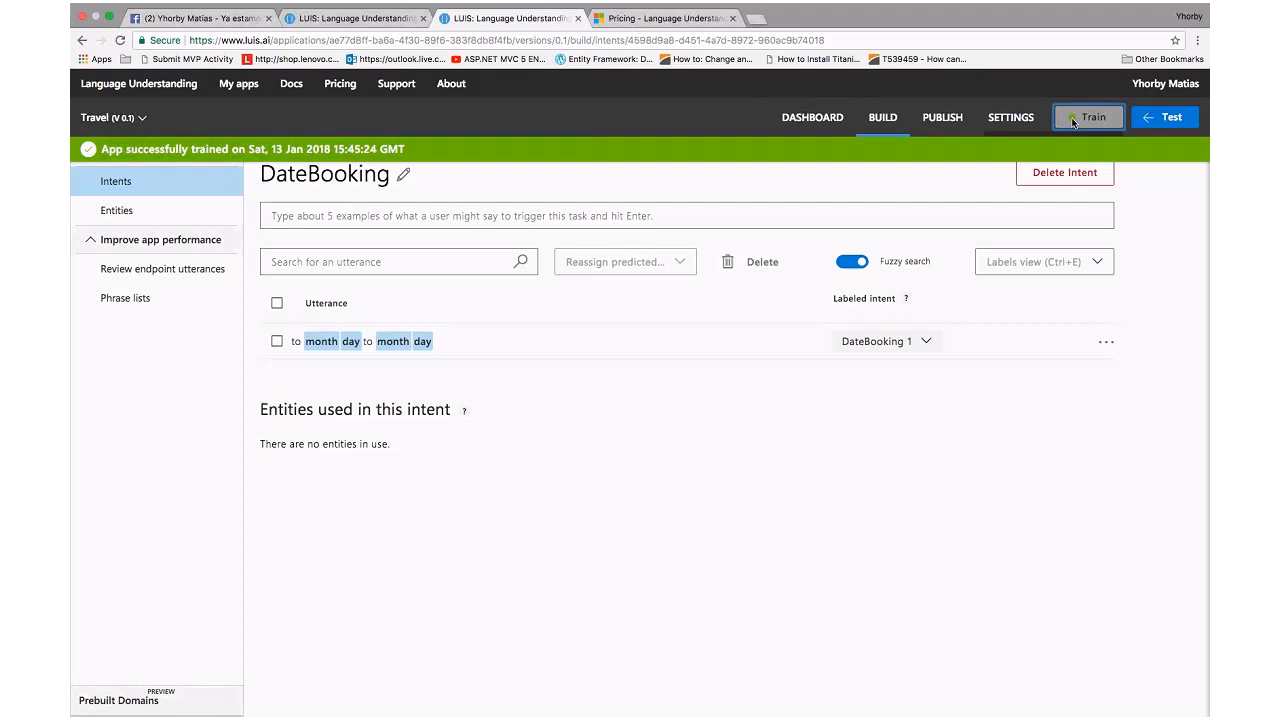 (2) Yhorby Matias - Ya estamo
LUIS: Language Understandin
LUIS: Language Understandin
Pricing - Language Understan
Yhorby
Secure
https://www.luis.ai/applications/ae77d8ff-ba6a-4f30-89f6-383f8db8f4fb/versions/0.1/build/intents/4598d9a8-d451-4a7d-8972-960ac9b74018
Apps
Submit MVP Activity
http://shop.lenovo.c...
https://outlook.live.c...
ASP.NET MVC 5 EN...
Entity Framework: D...
How to: Change an...
How to Install Titani...
T539459 - How can...
Other Bookmarks
Language Understanding
My apps
Docs
Pricing
Support
About
Yhorby Matias
Travel (V 0.1)
DASHBOARD
BUILD
PUBLISH
SETTINGS
Train
Test
App successfully trained on Sat, 13 Jan 2018 15:45:24 GMT
Intents
Entities
Improve app performance
Review endpoint utterances
Phrase lists
Prebuilt Domains
PREVIEW
DateBooking
Delete Intent
Type about 5 examples of what a user might say to trigger this task and hit Enter.
Search for an utterance
Reassign predicted...
Delete
Fuzzy search
Labels view (Ctrl+E)
Utterance
Labeled intent ?
to month day to month day
DateBooking 1
...
Entities used in this intent ?
There are no entities in use.